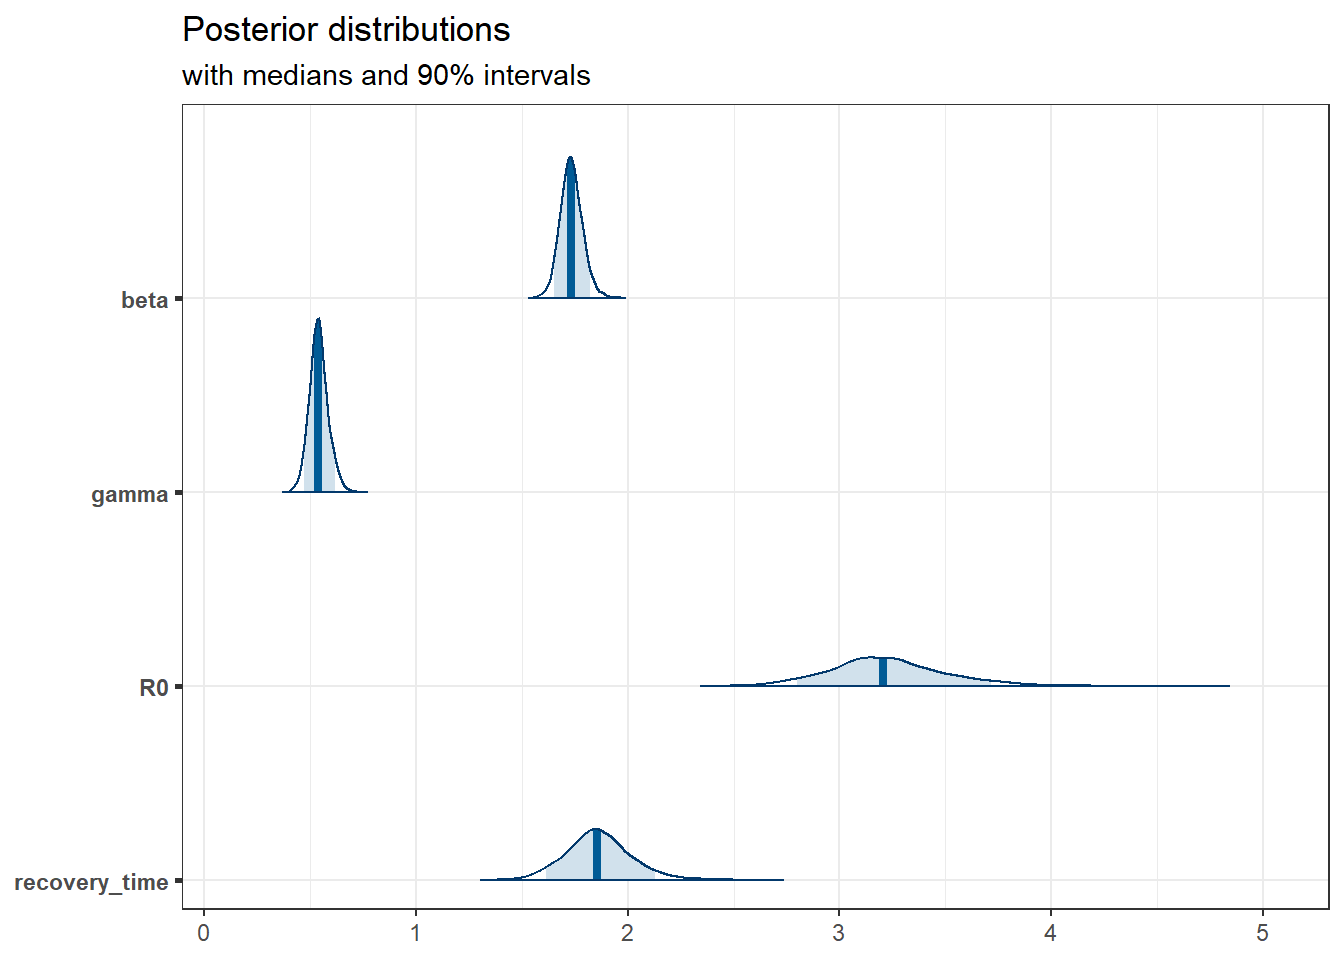 Posterior distributions
with medians and 90% intervals
beta
gamma
R0
recovery_time
0 1 2 3 4 5